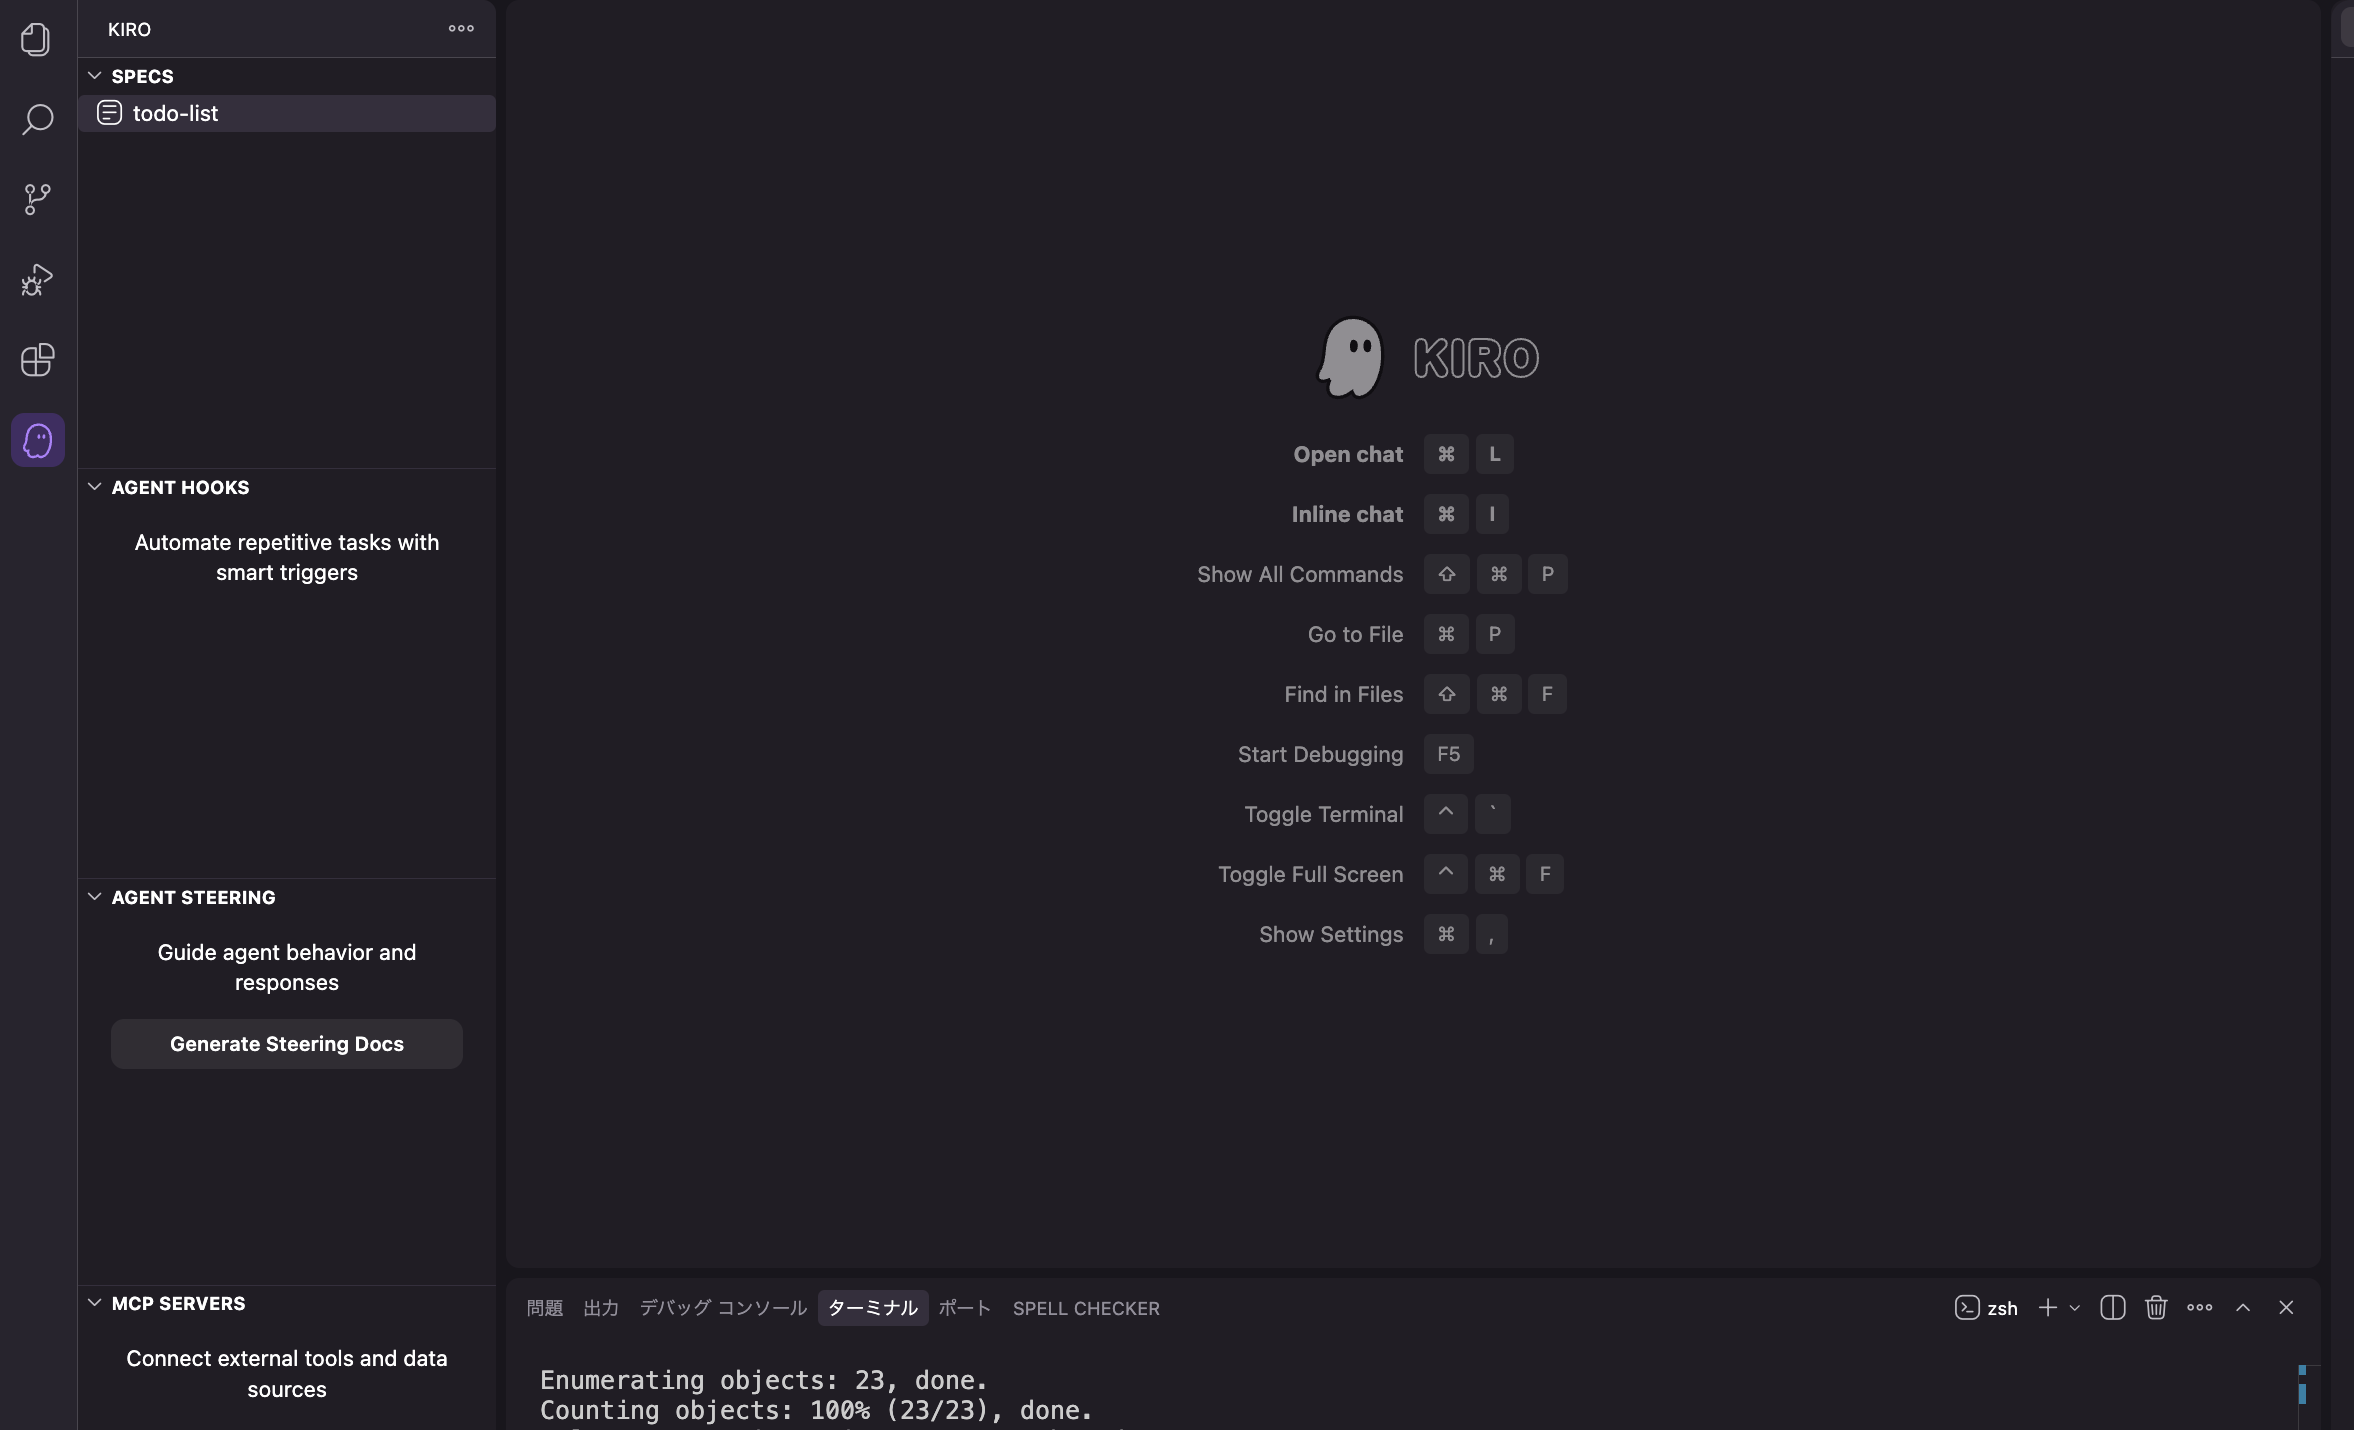 KIRO
SPECS
todo-list
AGENT HOOKS
Automate repetitive tasks with
smart triggers
AGENT STEERING
Guide agent behavior and
responses
Generate Steering Docs
MCP SERVERS
Connect external tools and data
sources
KIRO
Open chat ⌘ L
Inline chat ⌘ I
Show All Commands ⇧ ⌘ P
Go to File ⌘ P
Find in Files ⇧ ⌘ F
Start Debugging F5
Toggle Terminal ^ `
Toggle Full Screen ^ ⌘ F
Show Settings ⌘ ,
問題 出力 デバッグ コンソール ターミナル ポート SPELL CHECKER zsh
Enumerating objects: 23, done.
Counting objects: 100% (23/23), done.